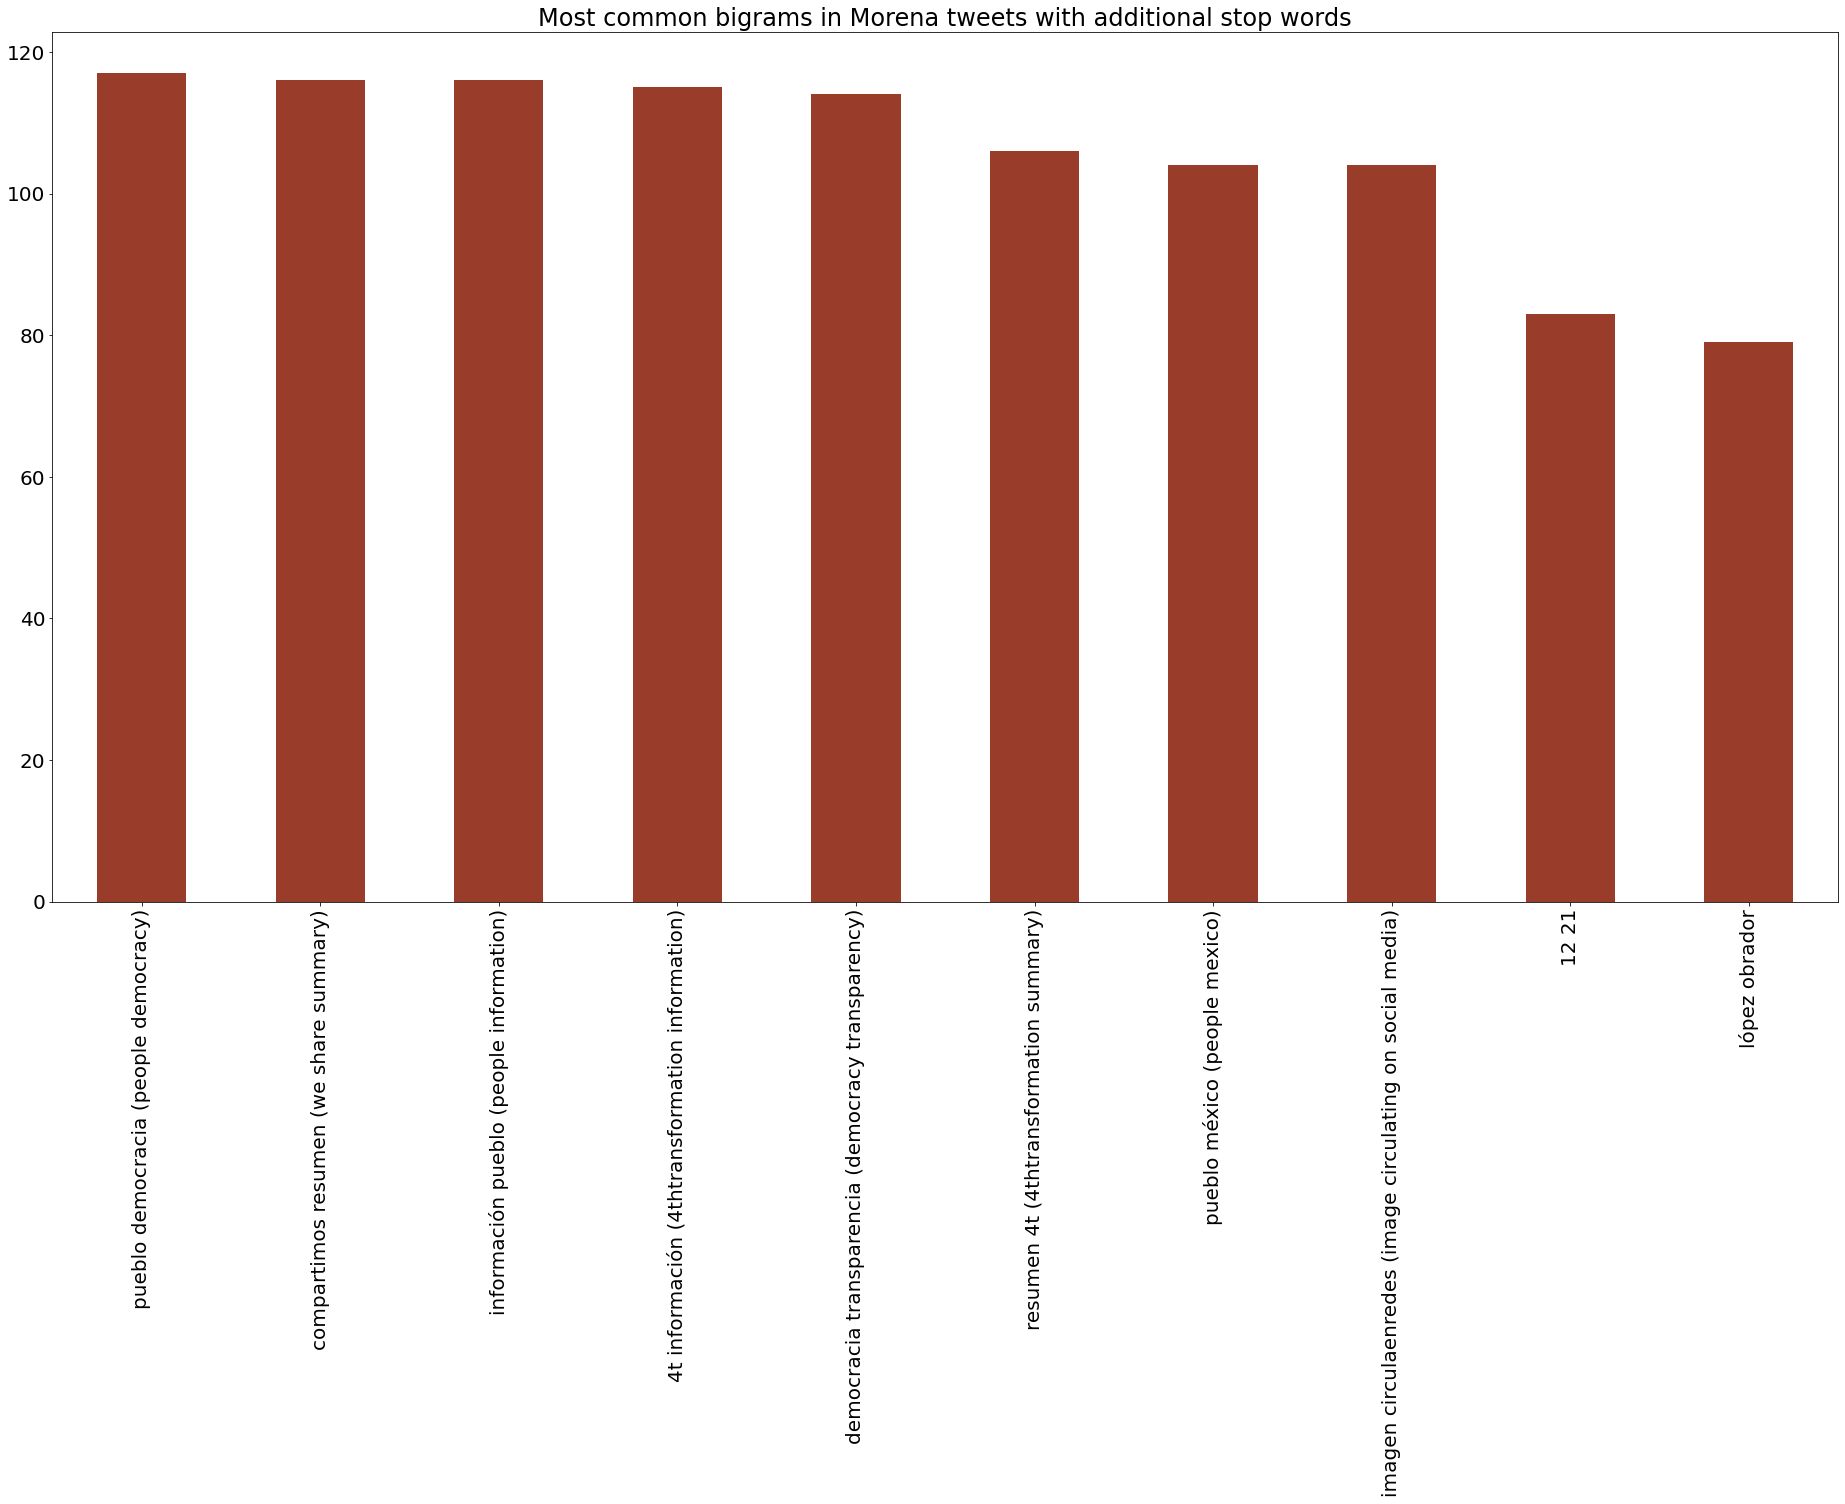 Most common bigrams in Morena tweets with additional stop words
120
100
80
60
40
20
0
pueblo democracia (people democracy)
compartimos resumen (we share summary)
información pueblo (people information)
4t información (4thtransformation information)
democracia transparencia (democracy transparency)
resumen 4t (4thtransformation summary)
pueblo méxico (people mexico)
imagen circulaenredes (image circulating on social media)
12 21
lópez obrador